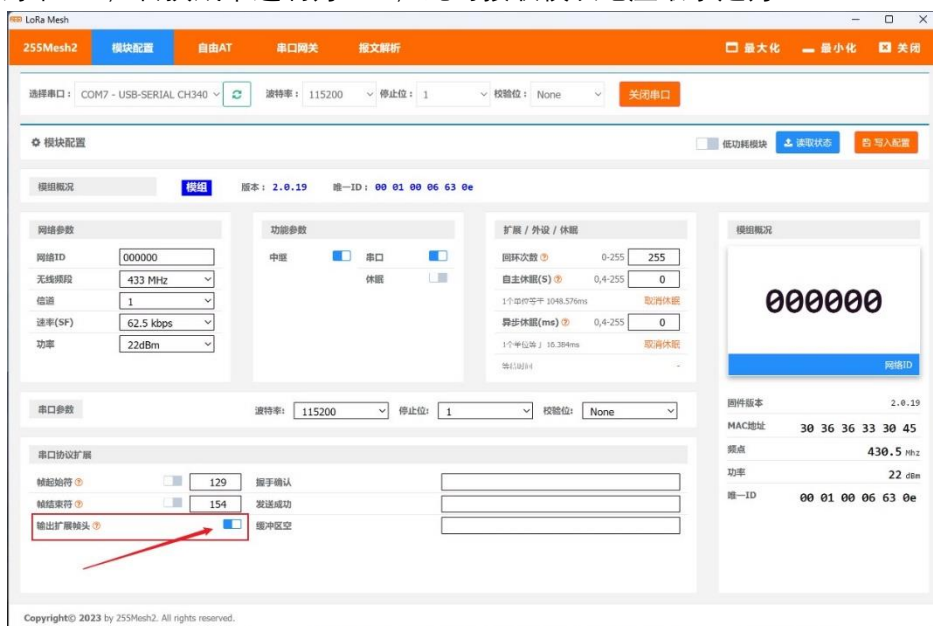 LoRa Mesh
255Mesh2 模块配置 自由AT 串口网关 报文解析 最大化 最小化 关闭
选择串口： COM7 - USB-SERIAL CH340 波特率： 115200 停止位： 1 校验位： None 关闭串口
模块配置 低功耗模块 读取状态 写入配置
模组概况 模组 版本： 2.0.19 唯一ID： 00 01 00 06 63 0e
网络参数 功能参数 扩展 / 外设 / 休眠 模组概况
网络ID 000000 中继 串口 回环次数 0-255 255
无线频段 433 MHz 休眠 自主休眠(S) 0,4-255 0
信道 1 1个单位等于 1048.576ms 取消休眠
000000
速率(SF) 62.5 kbps 异步休眠(ms) 0,4-255 0
功率 22dBm 16.384ms 取消休眠
网络ID
串口参数 波特率: 115200 停止位: 1 校验位: None
固件版本 2.0.19
MAC地址 30 36 36 33 30 45
频点 430.5 Mhz
功率 22 dBm
唯一ID 00 01 00 06 63 0e
串口协议扩展
帧起始符 129 握手确认
帧结束符 154 发送成功
输出扩展帧头 缓冲区空
Copyright© 2023 by 255Mesh2. All rights reserved.